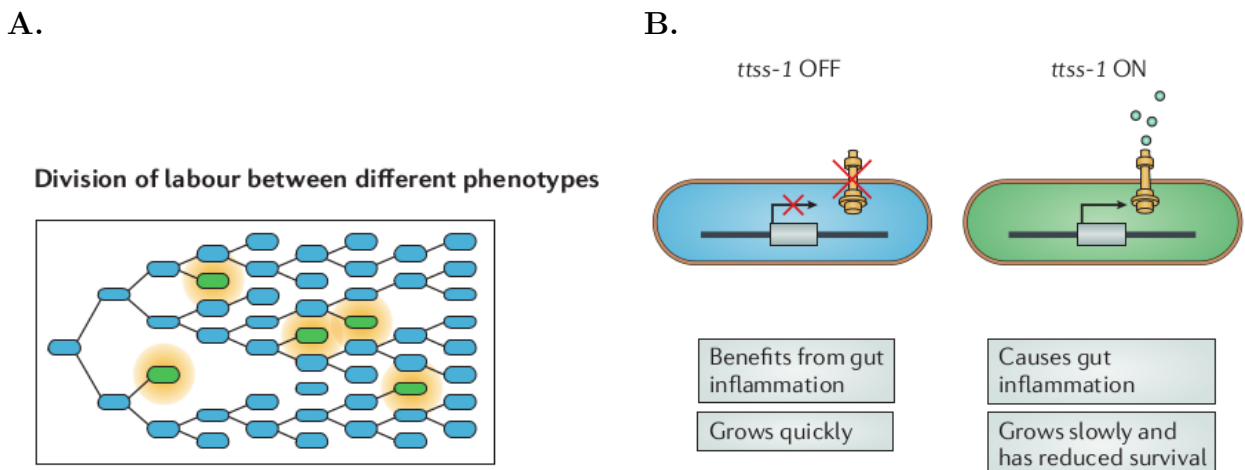 A.
B.
Division of labour between different phenotypes
ttss-1 OFF
ttss-1 ON
Benefits from gut
inflammation
Grows quickly
Causes gut
inflammation
Grows slowly and
has reduced survival